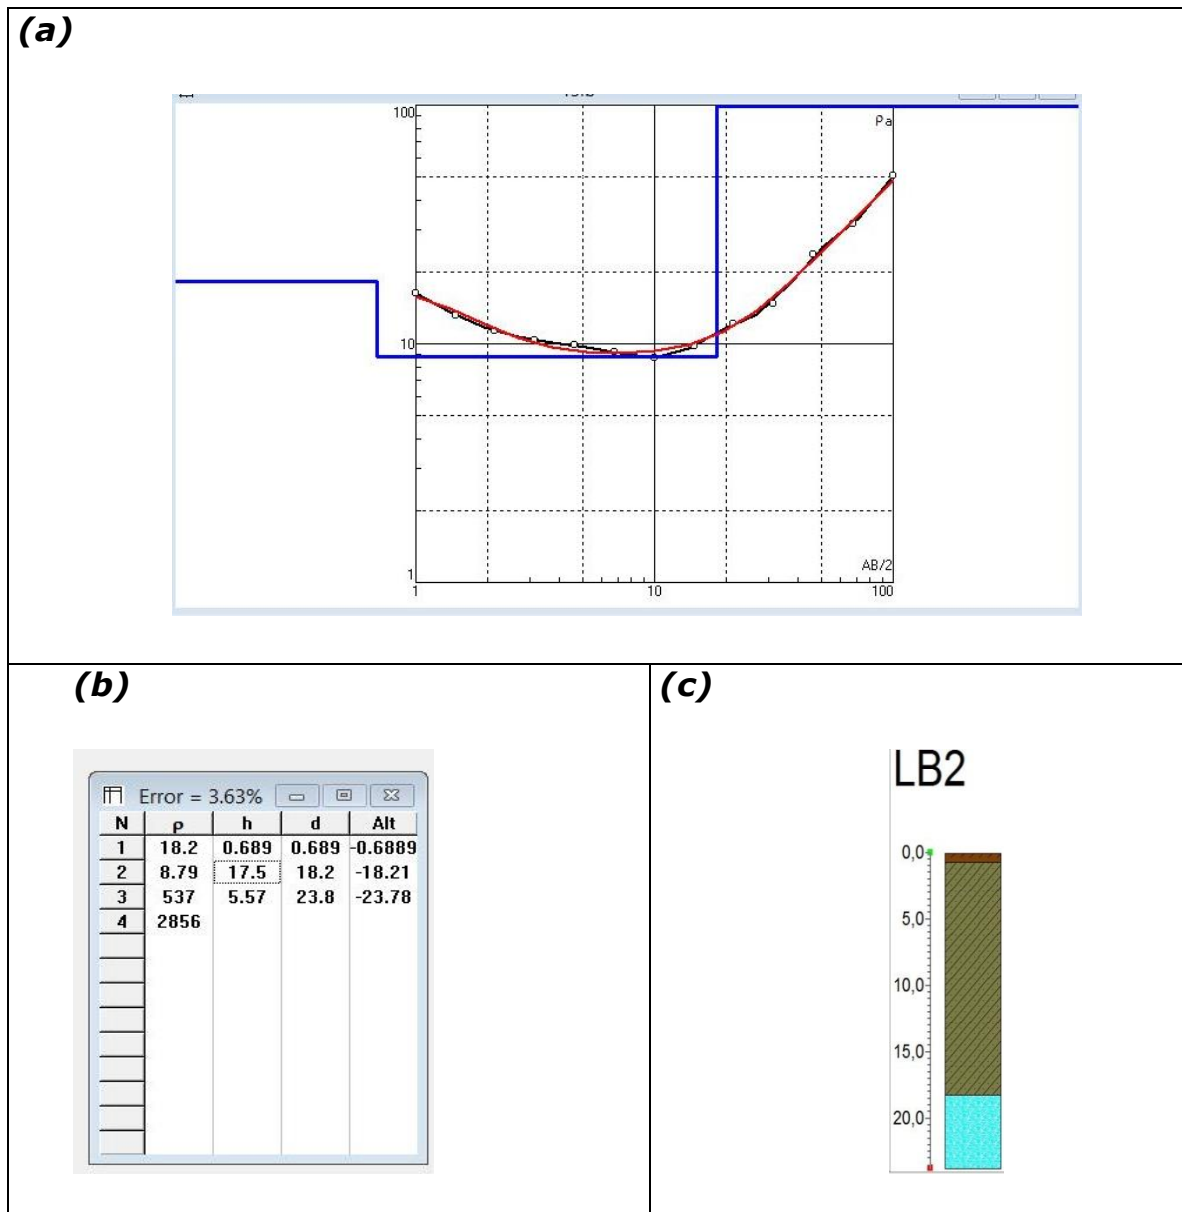 (a)
100
Pa
10
1
AB/2
1 10 100
(b)
(c)
Error = 3.63%
N ρ h d Alt
1 18.2 0.689 0.689 -0.6889
2 8.79 17.5 18.2 -18.21
3 537 5.57 23.8 -23.78
4 2856
LB2
0,0
5,0
10,0
15,0
20,0